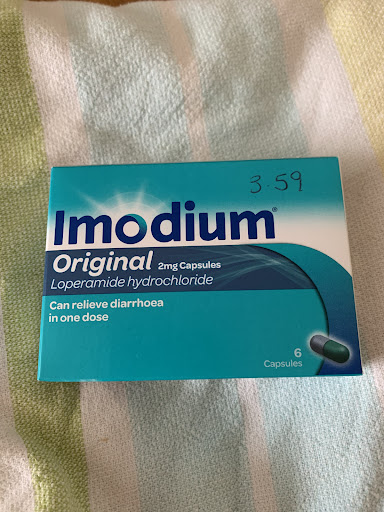 3.59
Imodium®
Original 2mg Capsules
Loperamide hydrochloride
Can relieve diarrhoea
in one dose
6
Capsules